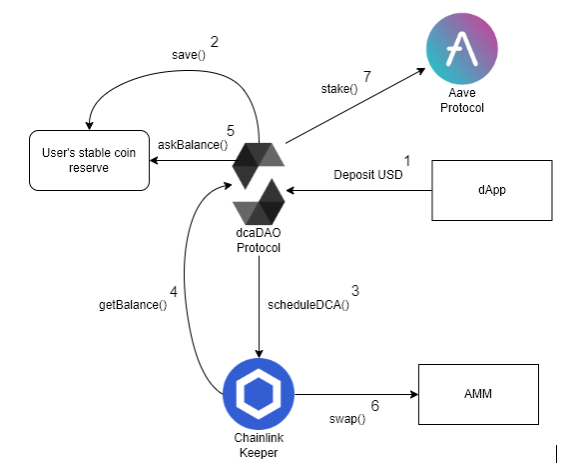 save() 2
stake() 7
Aave
Protocol
User's stable coin
reserve
askBalance() 5
Deposit USD 1
dApp
dcaDAO
Protocol
getBalance() 4
scheduleDCA() 3
swap() 6
AMM
Chainlink
Keeper